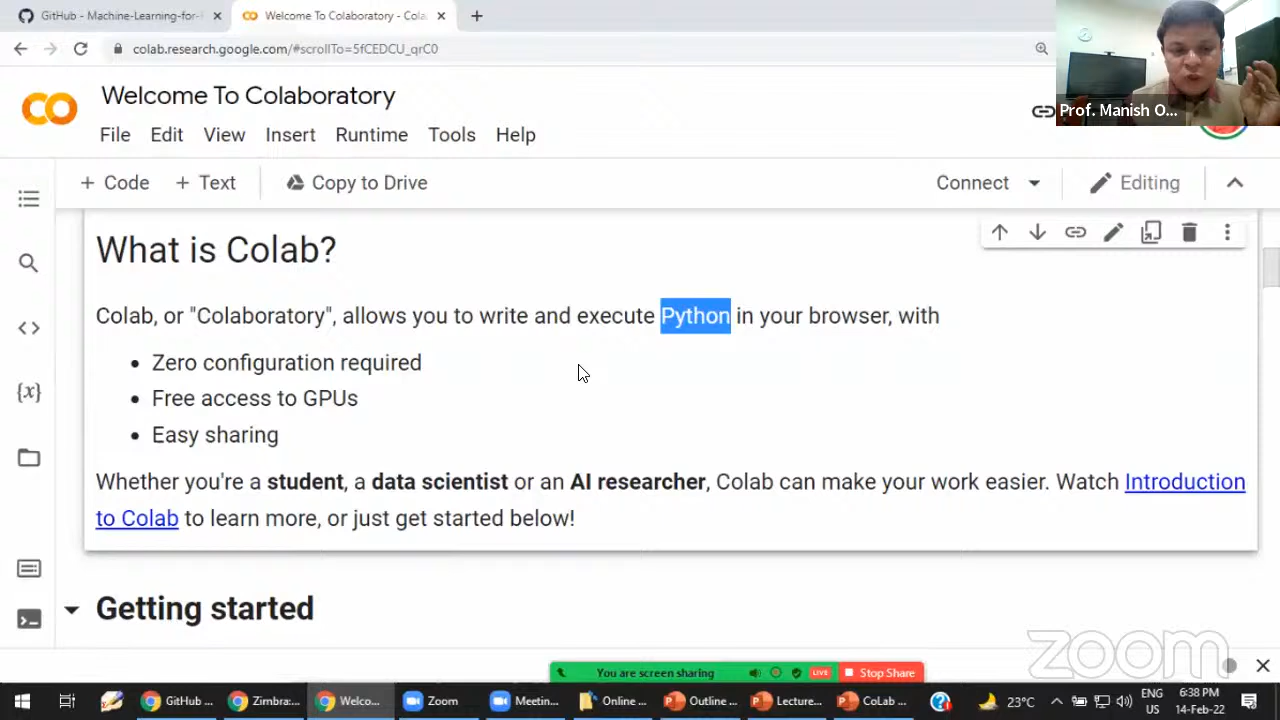 GitHub - Machine-Learning-for-
Welcome To Colaboratory - Cola
colab.research.google.com/#scrollTo=5fCEDCU_qrC0
Prof. Manish O...
Welcome To Colaboratory
File Edit View Insert Runtime Tools Help
+ Code + Text Copy to Drive Connect Editing
What is Colab?
Colab, or "Colaboratory", allows you to write and execute Python in your browser, with
• Zero configuration required
• Free access to GPUs
• Easy sharing
Whether you're a student, a data scientist or an AI researcher, Colab can make your work easier. Watch Introduction
to Colab to learn more, or just get started below!
Getting started
zoom
You are screen sharing LIVE Stop Share
GitHub ... Zimbra:... Welco... Zoom Meetin... Online ... Outline ... Lecture... CoLab ... 23°C ENG US 6:38 PM 14-Feb-22